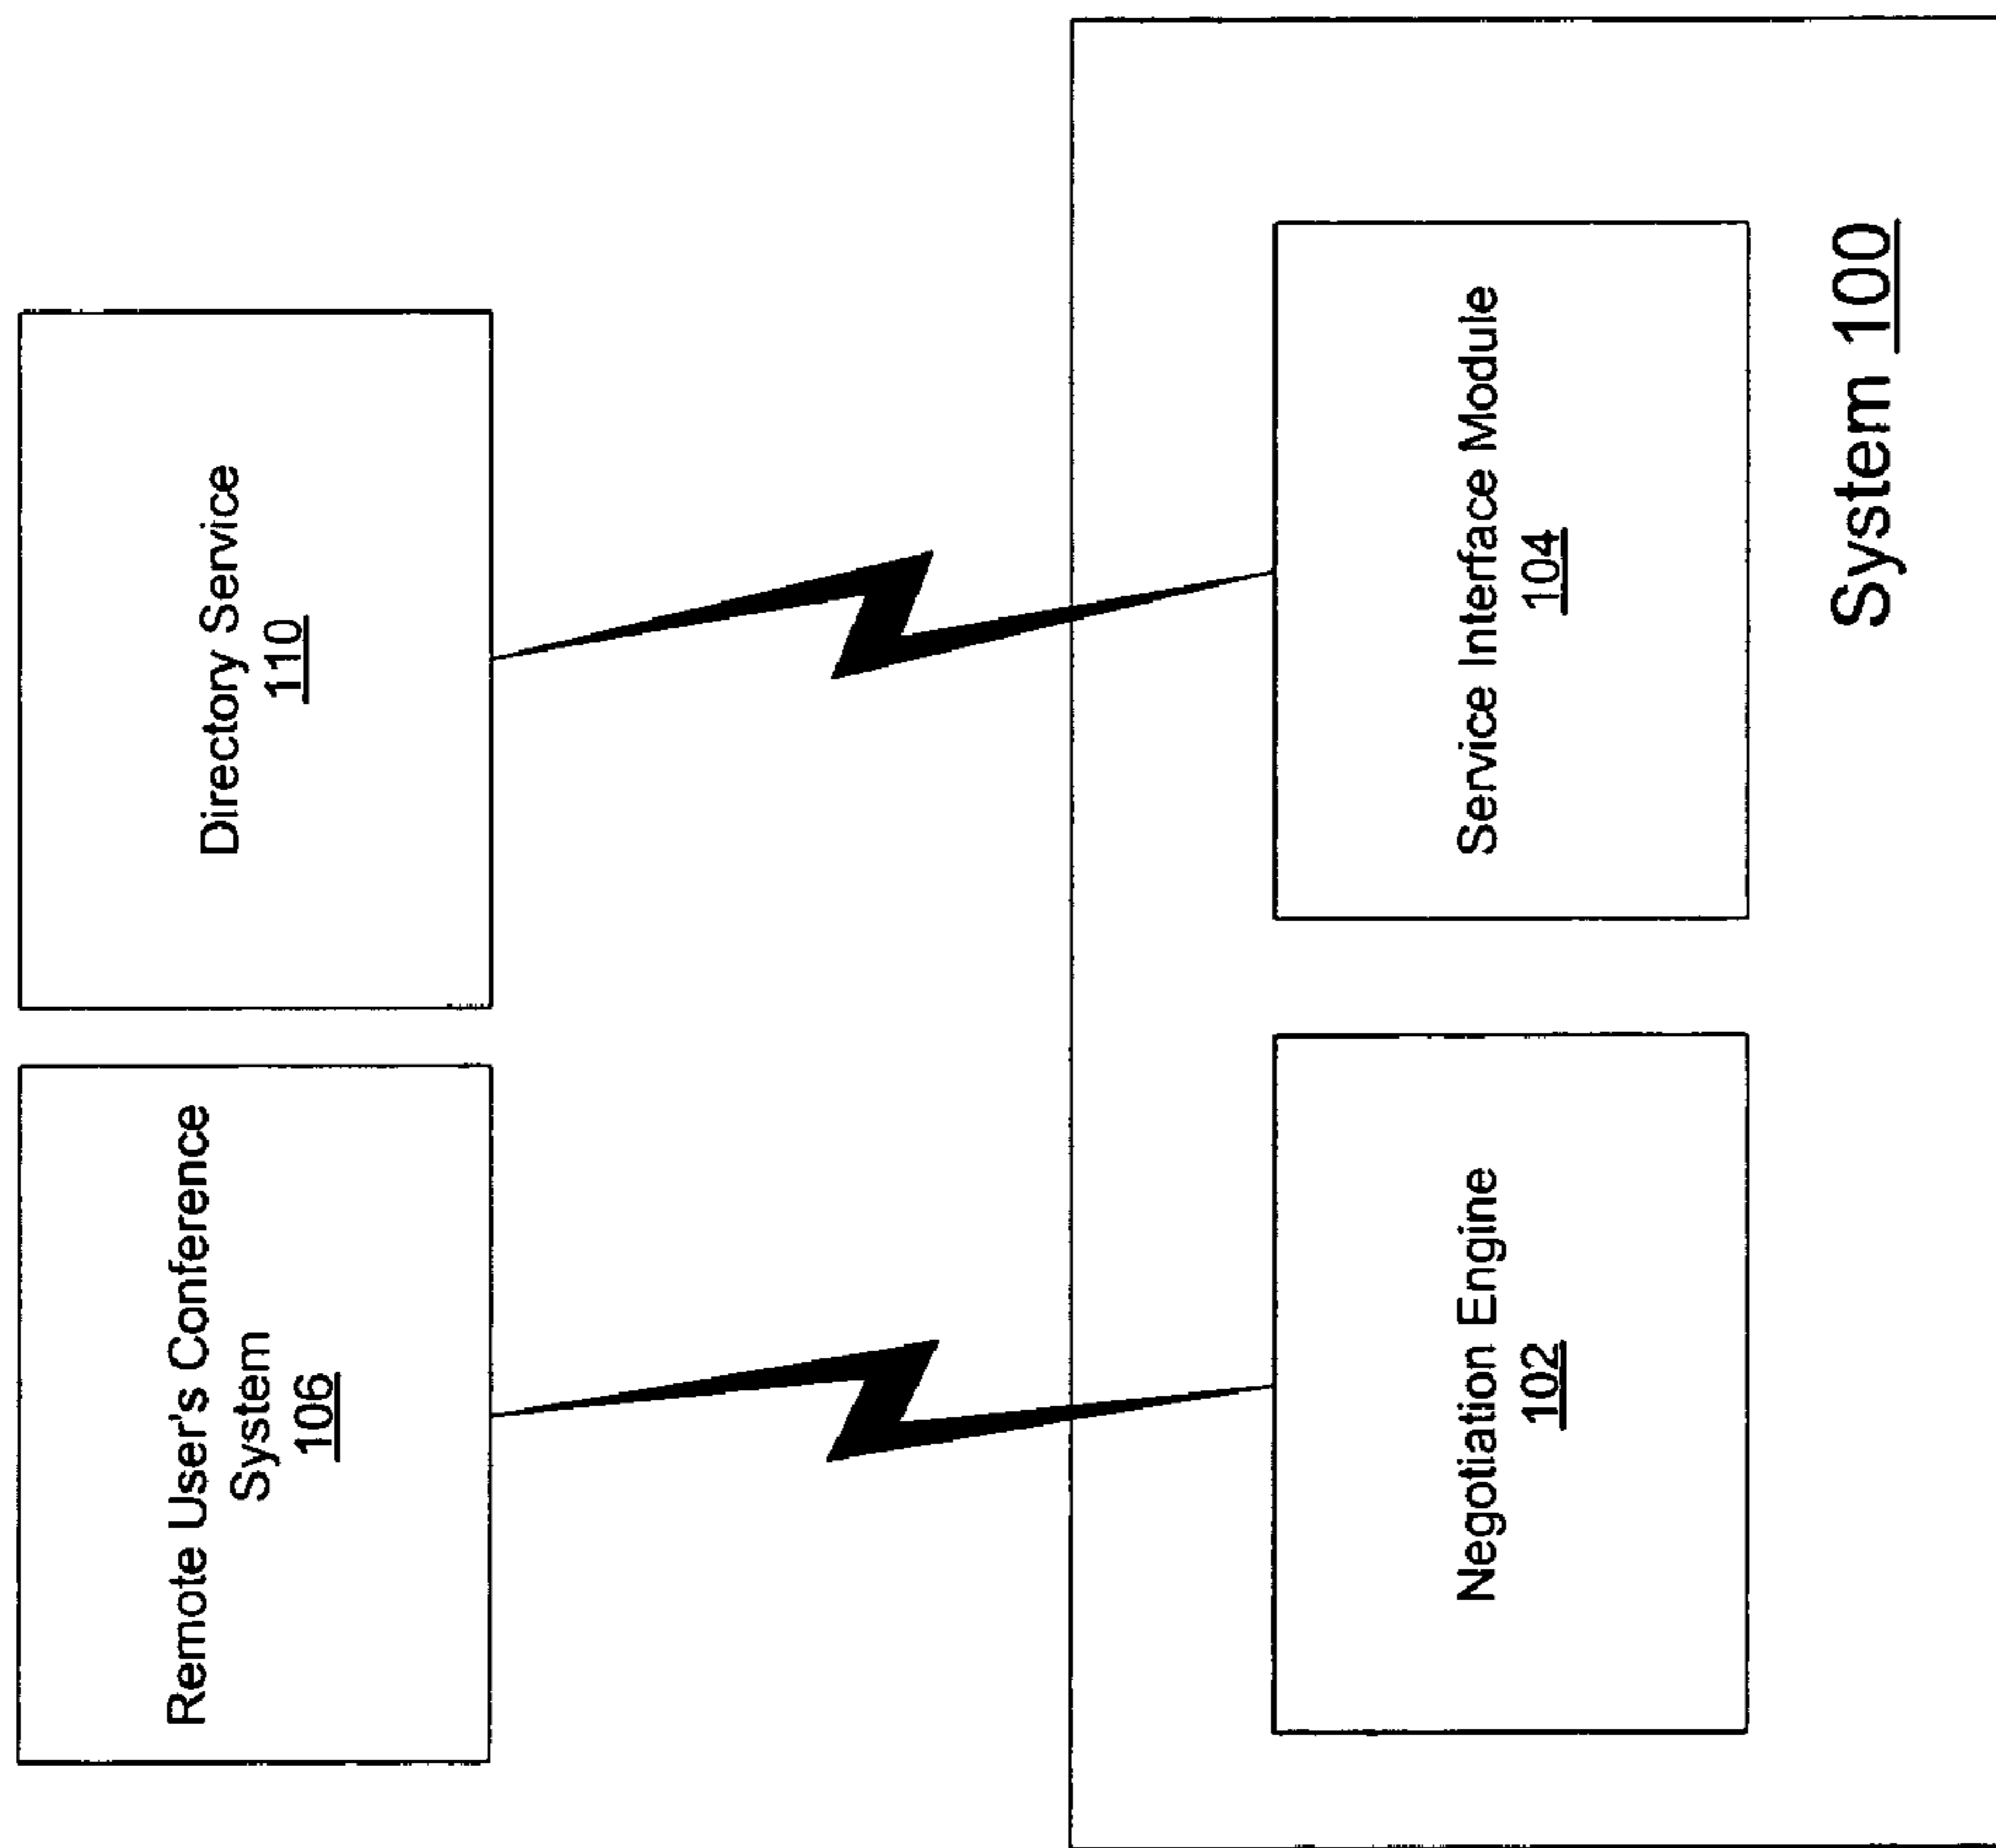 Remote User's Conference
System
106
Directory Service
110
Negotiation Engine
102
Service Interface Module
104
System 100